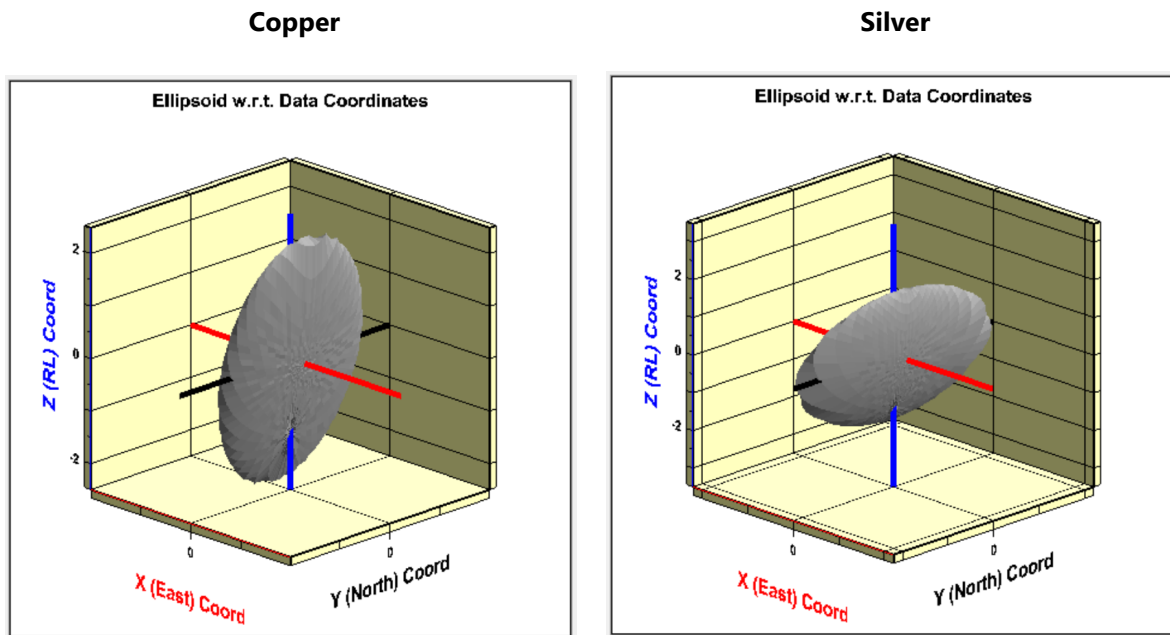 Copper
Ellipsoid w.r.t. Data Coordinates
Z (RL) Coord
2
0
-2
0
0
X (East) Coord
Y (North) Coord
Silver
Ellipsoid w.r.t. Data Coordinates
Z (RL) Coord
2
0
-2
0
0
X (East) Coord
Y (North) Coord